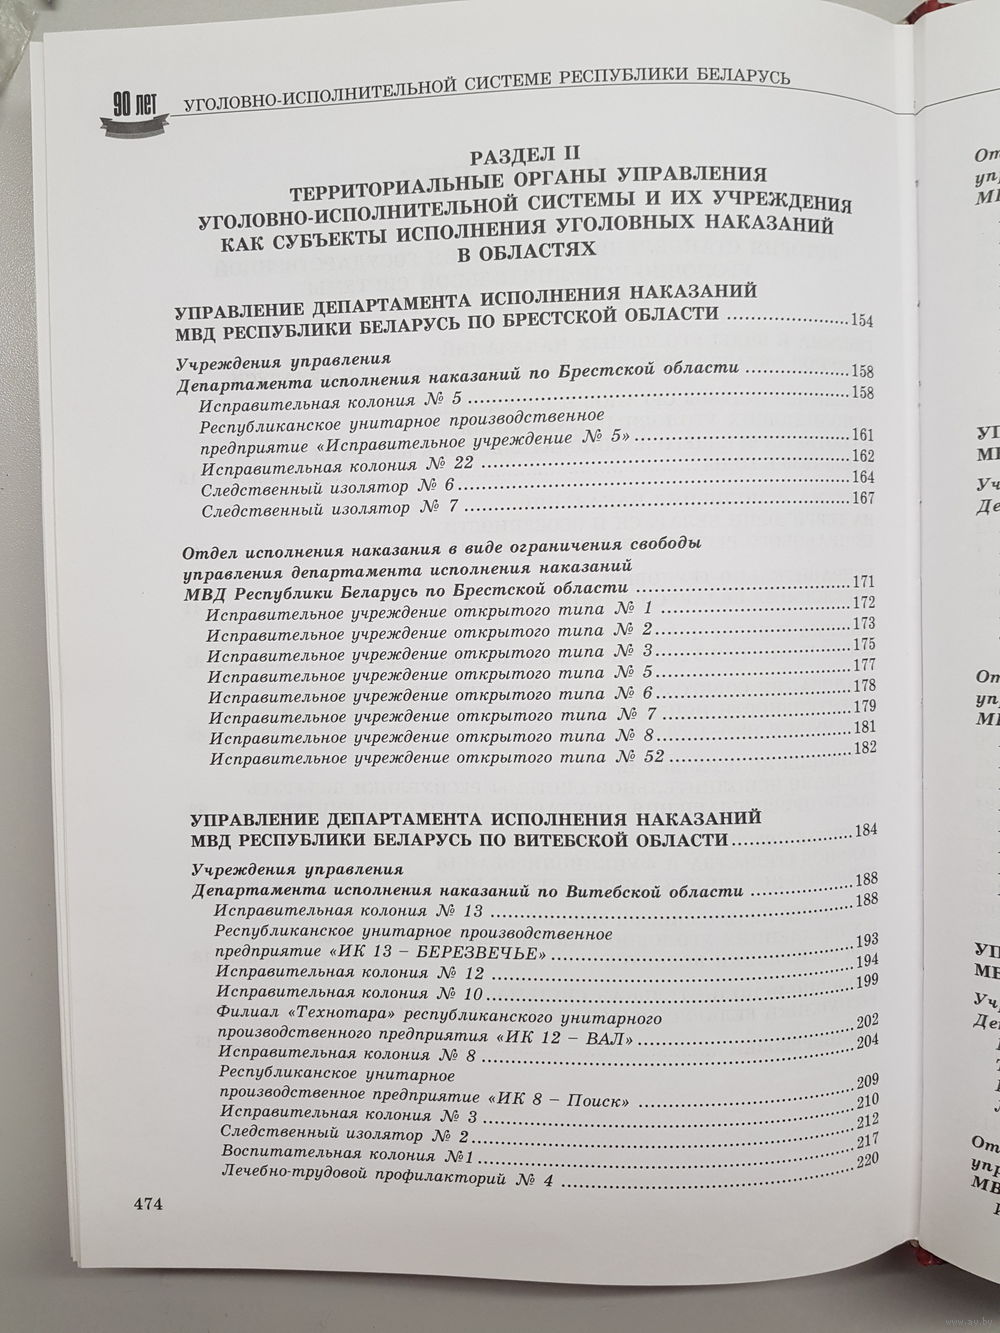 90 лет
УГОЛОВНО-ИСПОЛНИТЕЛЬНОЙ СИСТЕМЕ РЕСПУБЛИКИ БЕЛАРУСЬ
РАЗДЕЛ II
ТЕРРИТОРИАЛЬНЫЕ ОРГАНЫ УПРАВЛЕНИЯ
УГОЛОВНО-ИСПОЛНИТЕЛЬНОЙ СИСТЕМЫ И ИХ УЧРЕЖДЕНИЯ
КАК СУБЪЕКТЫ ИСПОЛНЕНИЯ УГОЛОВНЫХ НАКАЗАНИЙ
В ОБЛАСТЯХ
УПРАВЛЕНИЕ ДЕПАРТАМЕНТА ИСПОЛНЕНИЯ НАКАЗАНИЙ
МВД РЕСПУБЛИКИ БЕЛАРУСЬ ПО БРЕСТСКОЙ ОБЛАСТИ ........ 154
Учреждения управления
Департамента исполнения наказаний по Брестской области ........ 158
Исправительная колония № 5 ........ 158
Республиканское унитарное производственное
предприятие «Исправительное учреждение № 5» ........ 161
Исправительная колония № 22 ........ 162
Следственный изолятор № 6 ........ 164
Следственный изолятор № 7 ........ 167
Отдел исполнения наказания в виде ограничения свободы
управления департамента исполнения наказаний
МВД Республики Беларусь по Брестской области ........ 171
Исправительное учреждение открытого типа № 1 ........ 172
Исправительное учреждение открытого типа № 2 ........ 173
Исправительное учреждение открытого типа № 3 ........ 175
Исправительное учреждение открытого типа № 5 ........ 177
Исправительное учреждение открытого типа № 6 ........ 178
Исправительное учреждение открытого типа № 7 ........ 179
Исправительное учреждение открытого типа № 8 ........ 181
Исправительное учреждение открытого типа № 52 ........ 182
УПРАВЛЕНИЕ ДЕПАРТАМЕНТА ИСПОЛНЕНИЯ НАКАЗАНИЙ
МВД РЕСПУБЛИКИ БЕЛАРУСЬ ПО ВИТЕБСКОЙ ОБЛАСТИ ........ 184
Учреждения управления
Департамента исполнения наказаний по Витебской области ........ 188
Исправительная колония № 13 ........ 188
Республиканское унитарное производственное
предприятие «ИК 13 – БЕРЕЗВЕЧЬЕ» ........ 193
Исправительная колония № 12 ........ 194
Исправительная колония № 10 ........ 199
Филиал «Технотара» республиканского унитарного
производственного предприятия «ИК 12 – ВАЛ» ........ 202
Исправительная колония № 8 ........ 204
Республиканское унитарное
производственное предприятие «ИК 8 – Поиск» ........ 209
Исправительная колония № 3 ........ 210
Следственный изолятор № 2 ........ 212
Воспитательная колония №1 ........ 217
Лечебно-трудовой профилакторий № 4 ........ 220
474
www.ay.by